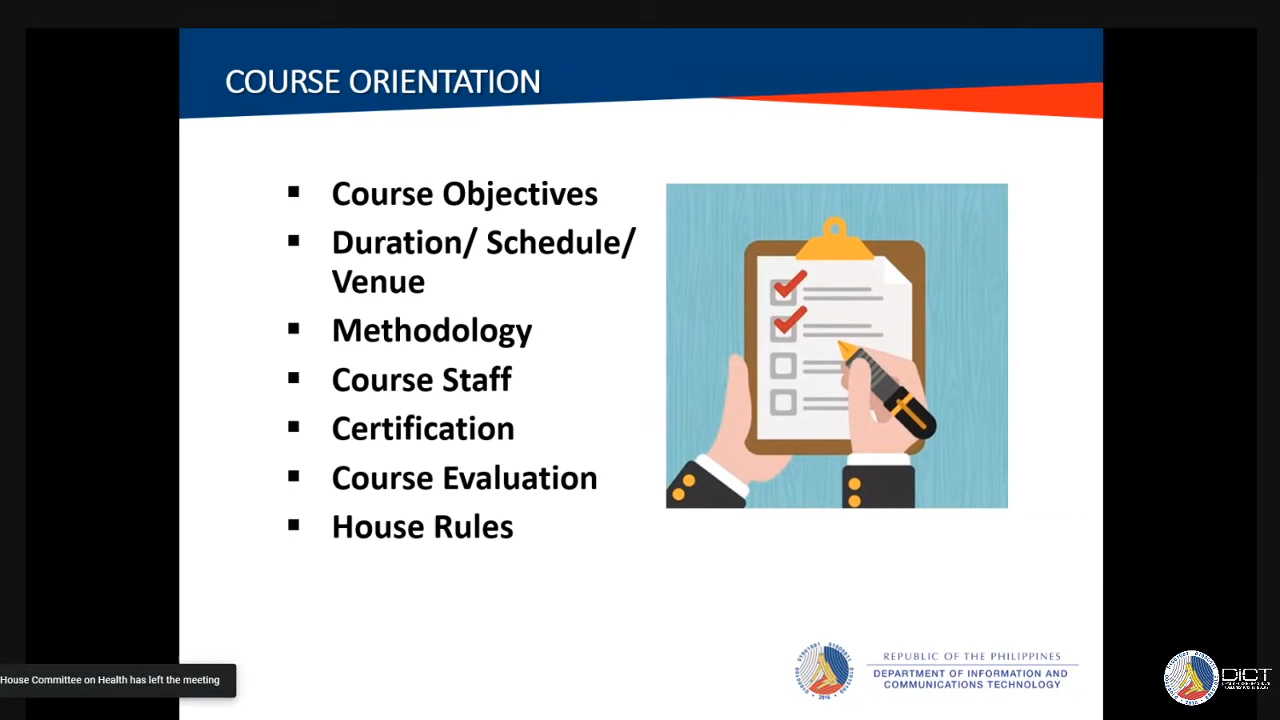 COURSE ORIENTATION
▪ Course Objectives
▪ Duration/ Schedule/
Venue
▪ Methodology
▪ Course Staff
▪ Certification
▪ Course Evaluation
▪ House Rules
REPUBLIC OF THE PHILIPPINES
DEPARTMENT OF INFORMATION AND
COMMUNICATIONS TECHNOLOGY
2016
House Committee on Health has left the meeting
DICT